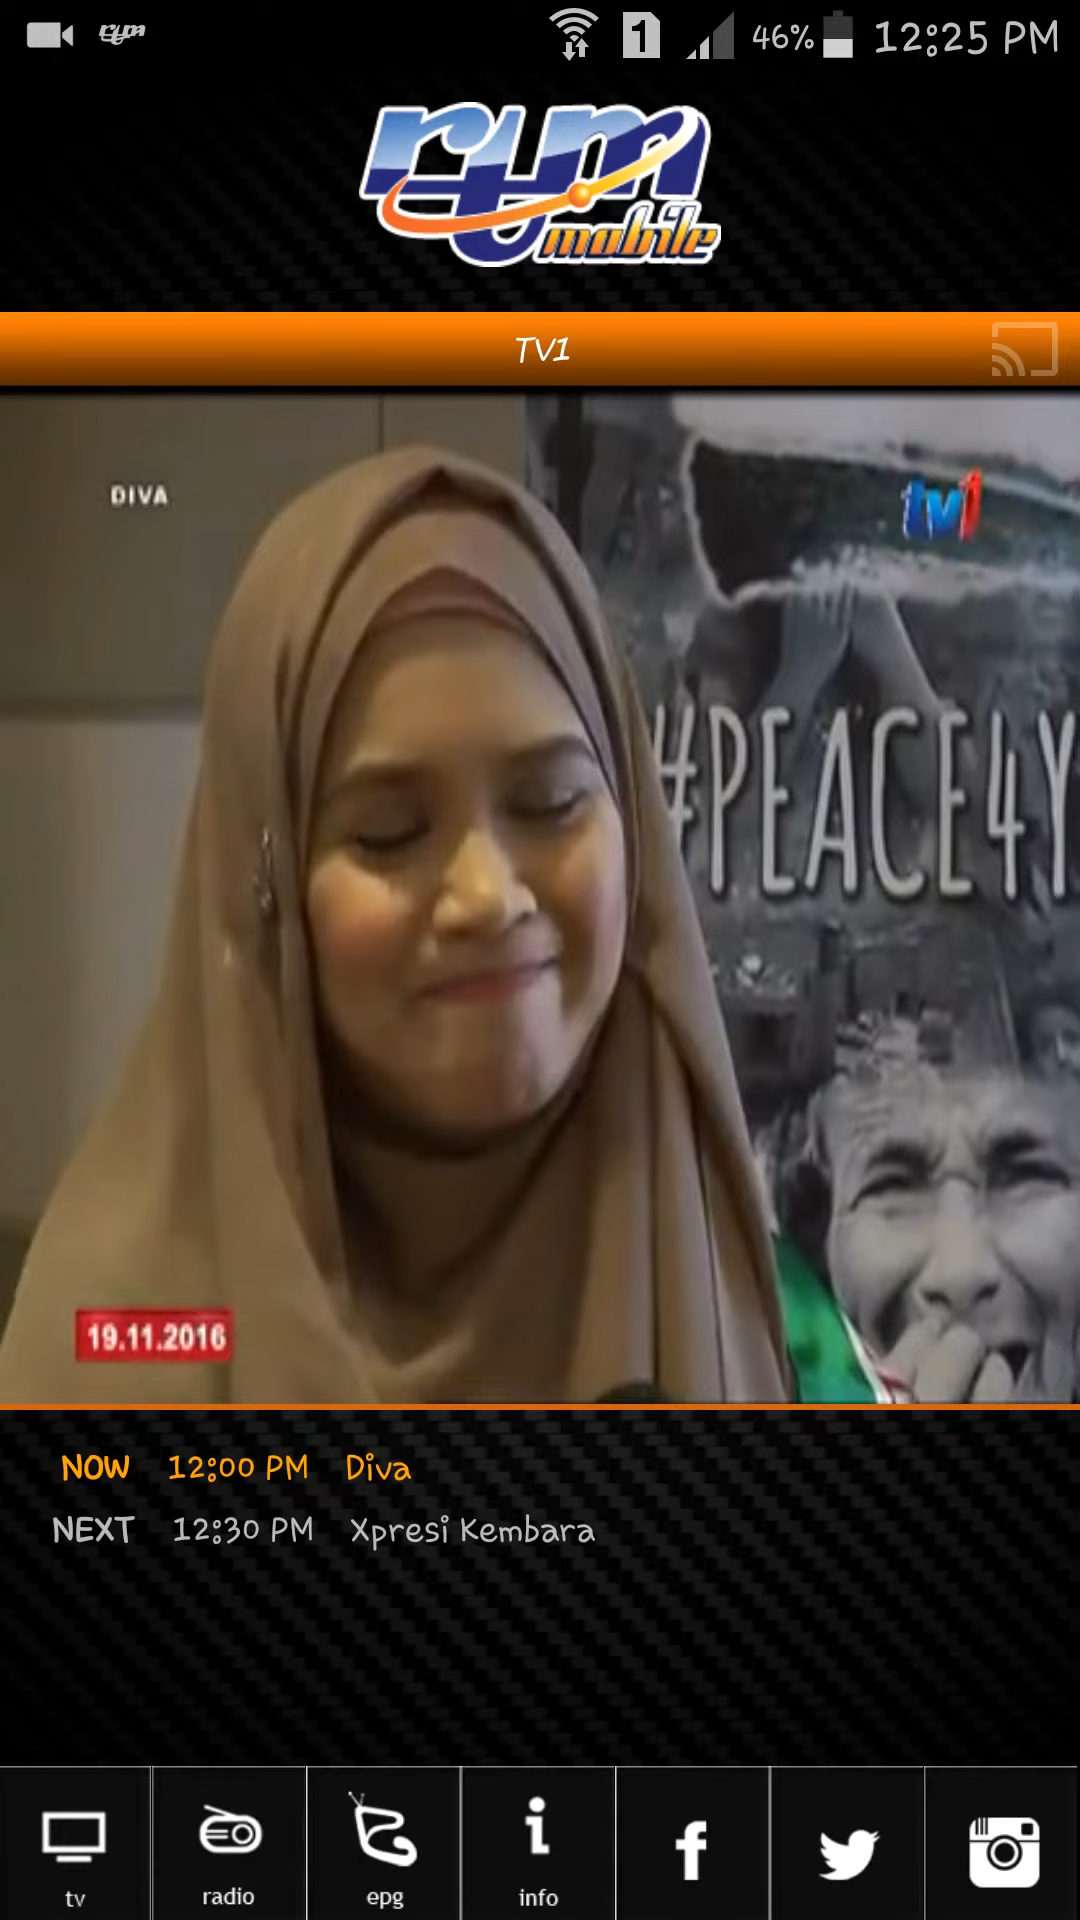 rtm
46%
12:25 PM
rtm
mobile
TV1
DIVA
tv1
#PEACE4Y
19.11.2016
NOW 12:00 PM Diva
NEXT 12:30 PM Xpresi Kembara
tv radio epg info